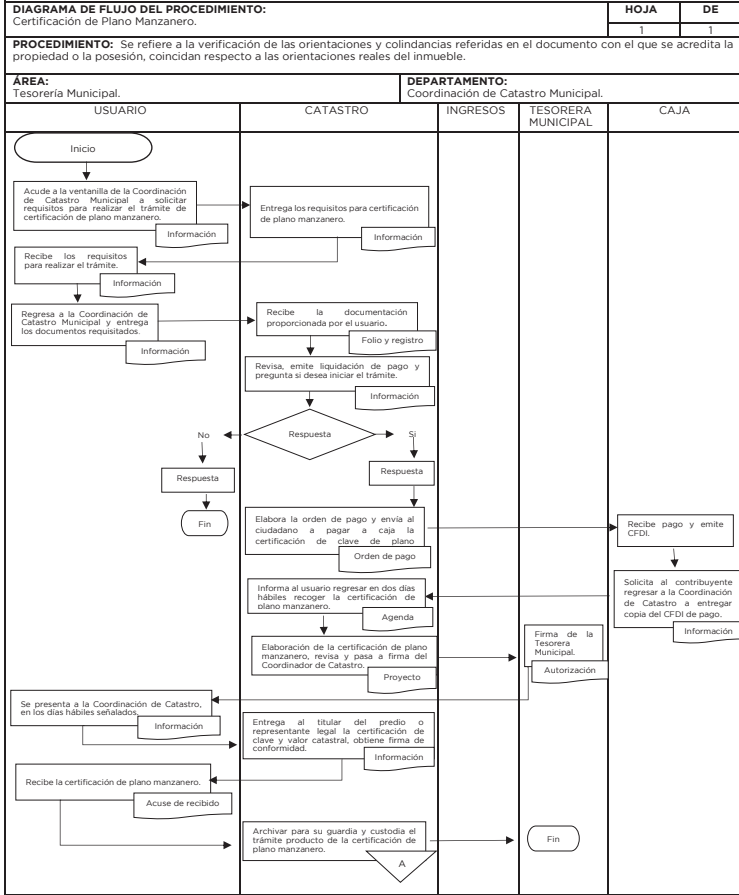 DIAGRAMA DE FLUJO DEL PROCEDIMIENTO:
Certificación de Plano Manzanero.
HOJA
DE
1
1
PROCEDIMIENTO: Se refiere a la verificación de las orientaciones y colindancias referidas en el documento con el que se acredita la
propiedad o la posesión, coincidan respecto a las orientaciones reales del inmueble.
ÁREA:
Tesorería Municipal.
DEPARTAMENTO:
Coordinación de Catastro Municipal.
USUARIO
CATASTRO
INGRESOS
TESORERA
MUNICIPAL
CAJA
Inicio
Acude a la ventanilla de la Coordinación
de Catastro Municipal a solicitar
requisitos para realizar el trámite de
certificación de plano manzanero.
Información
Entrega los requisitos para certificación
de plano manzanero.
Información
Recibe los requisitos
para realizar el trámite.
Información
Regresa a la Coordinación de
Catastro Municipal y entrega
los documentos requisitados.
Información
Recibe la documentación
proporcionada por el usuario.
Folio y registro
Revisa, emite liquidación de pago y
pregunta si desea iniciar el trámite.
Información
No
Respuesta
Si
Respuesta
Respuesta
Fin
Elabora la orden de pago y envía al
ciudadano a pagar a caja la
certificación de clave de plano
Orden de pago
Recibe pago y emite
CFDI.
Solicita al contribuyente
regresar a la Coordinación
de Catastro a entregar
copia del CFDI de pago.
Información
Informa al usuario regresar en dos días
hábiles recoger la certificación de
plano manzanero.
Agenda
Elaboración de la certificación de plano
manzanero, revisa y pasa a firma del
Coordinador de Catastro.
Proyecto
Firma de la
Tesorera
Municipal.
Autorización
Se presenta a la Coordinación de Catastro,
en los días hábiles señalados.
Información
Entrega al titular del predio o
representante legal la certificación de
clave y valor catastral, obtiene firma de
conformidad.
Información
Recibe la certificación de plano manzanero.
Acuse de recibido
Archivar para su guardia y custodia el
trámite producto de la certificación de
plano manzanero.
A
Fin